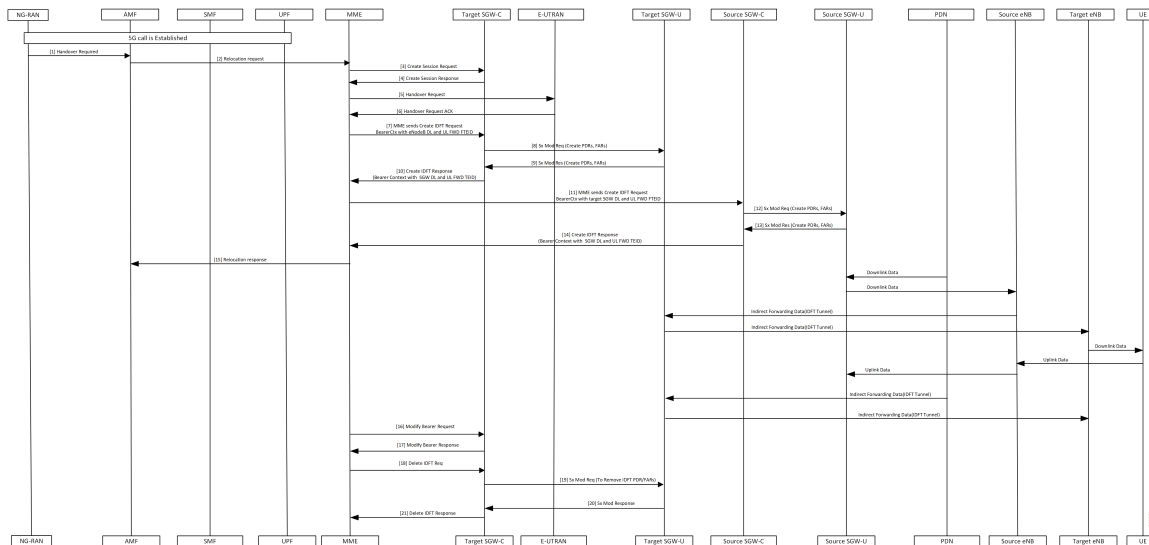 NG-RAN
AMF
SMF
UPF
MME
Target SGW-C
E-UTRAN
Target SGW-U
Source SGW-C
Source SGW-U
PDN
Source eNB
Target eNB
UE
5G call is Established
[1] Handover Required
[2] Relocation request
[3] Create Session Request
[4] Create Session Response
[5] Handover Request
[6] Handover Request ACK
[7] MME sends Create IDFT Request
BearerCtx with eNodeB DL and UL FWD FTEID
[8] Sx Mod Req (Create PDRs, FARs)
[9] Sx Mod Res (Create PDRs, FARs)
[10] Create IDFT Response
(Bearer Context with SGW DL and UL FWD TEID)
[11] MME sends Create IDFT Request
BearerCtx with target SGW DL and UL FWD FTEID
[12] Sx Mod Req (Create PDRs, FARs)
[13] Sx Mod Res (Create PDRs, FARs)
[14] Create IDFT Response
(Bearer Context with SGW DL and UL FWD TEID)
[15] Relocation response
Downlink Data
Downlink Data
Indirect Forwarding Data(IDFT Tunnel)
Indirect Forwarding Data(IDFT Tunnel)
Downlink Data
Uplink Data
Uplink Data
Indirect Forwarding Data(IDFT Tunnel)
Indirect Forwarding Data(IDFT Tunnel)
[16] Modify Bearer Request
[17] Modify Bearer Response
[18] Delete IDFT Req
[19] Sx Mod Req (To Remove IDFT PDR/FARs)
[20] Sx Mod Response
[21] Delete IDFT Response
NG-RAN
AMF
SMF
UPF
MME
Target SGW-C
E-UTRAN
Target SGW-U
Source SGW-C
Source SGW-U
PDN
Source eNB
Target eNB
UE